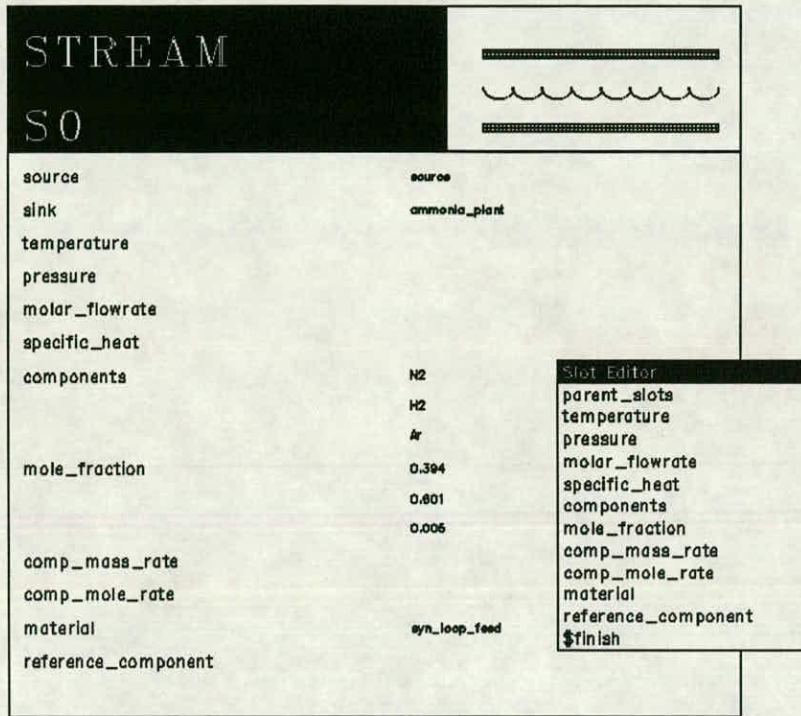 STREAM
S0
source source
sink ammonia_plant
temperature
pressure
molar_flowrate
specific_heat
components N2
H2
Ar
mole_fraction 0.394
0.601
0.005
comp_mass_rate
comp_mole_rate
material syn_loop_feed
reference_component
Slot Editor
parent_slots
temperature
pressure
molar_flowrate
specific_heat
components
mole_fraction
comp_mass_rate
comp_mole_rate
material
reference_component
$finish